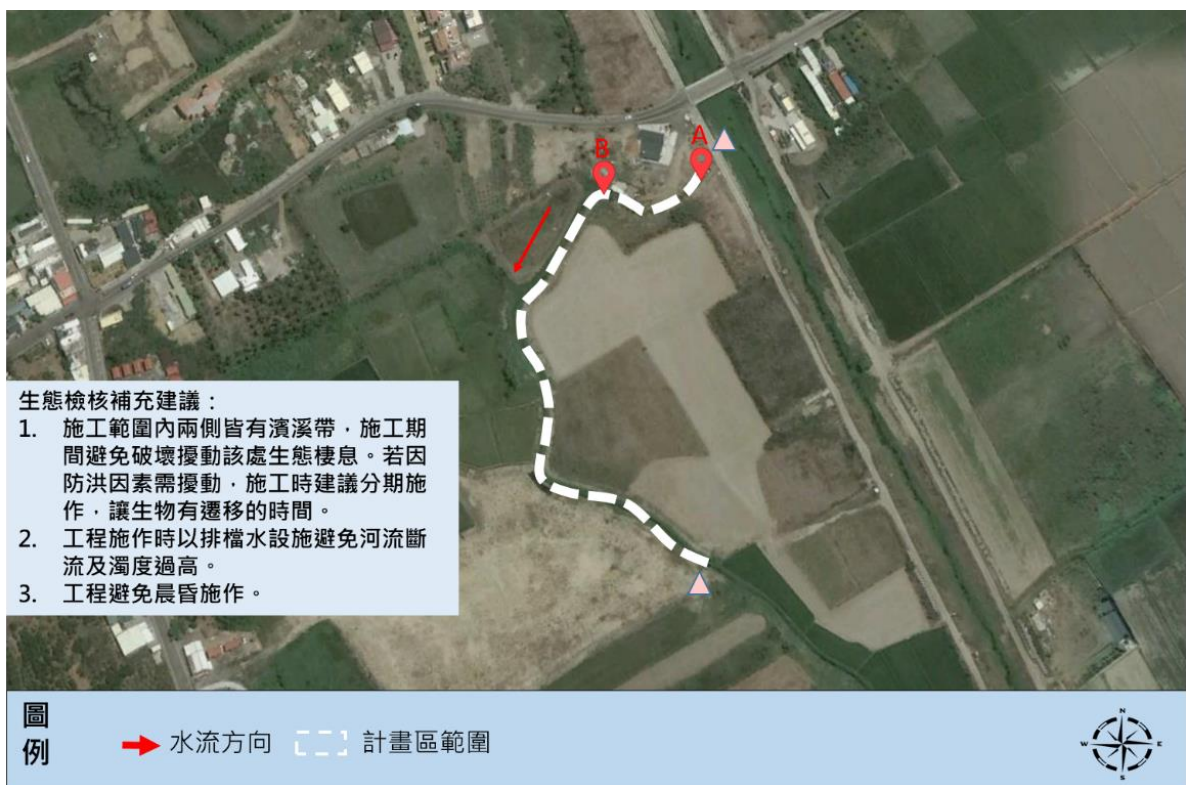 B
A
生態檢核補充建議：
1. 施工範圍內兩側皆有濱溪帶，施工期
間避免破壞擾動該處生態棲息。若因
防洪因素需擾動，施工時建議分期施
作，讓生物有遷移的時間。
2. 工程施作時以排檔水設施避免河流斷
流及濁度過高。
3. 工程避免晨昏施作。
圖
例
水流方向
計畫區範圍
N
W
E
S